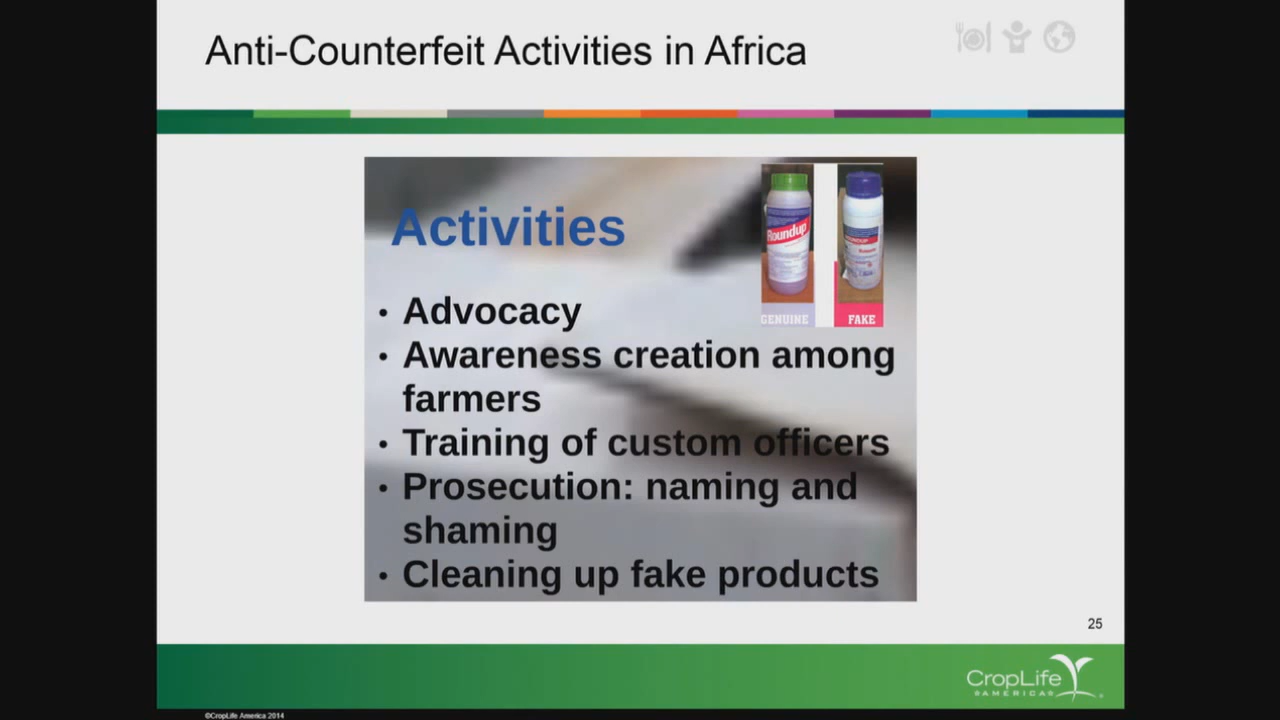 Anti-Counterfeit Activities in Africa
Activities
Roundup
GENUINE
FAKE
• Advocacy
• Awareness creation among
farmers
• Training of custom officers
• Prosecution: naming and
shaming
• Cleaning up fake products
25
CropLife
AMERICA
©CropLife America 2014